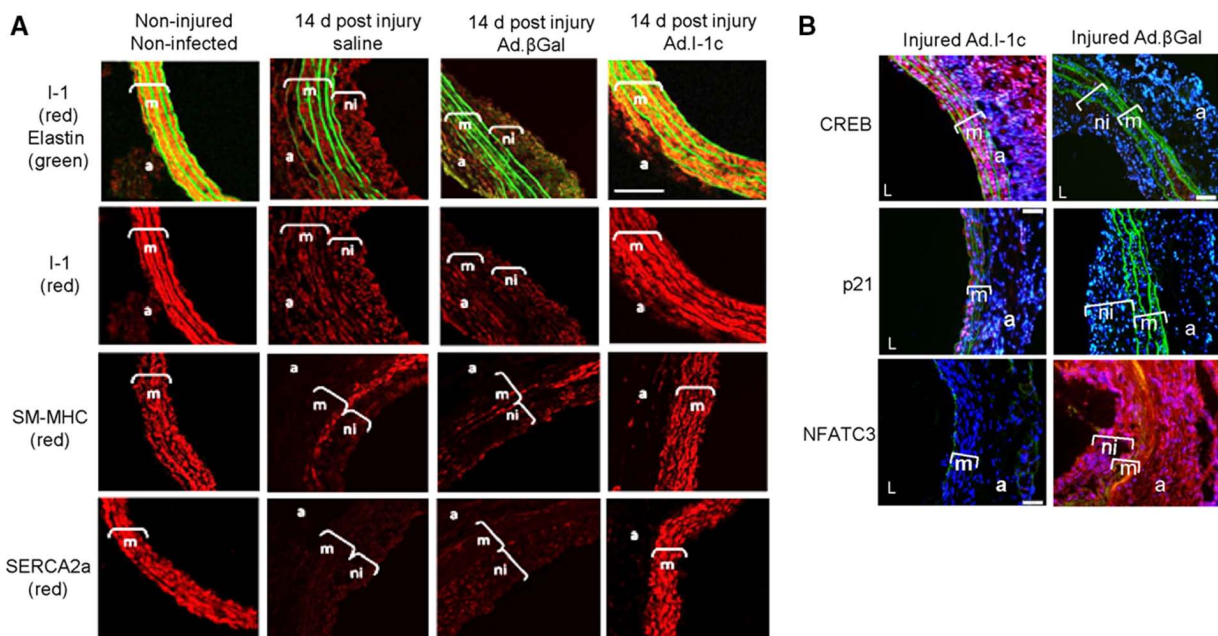 A
Non-injured
Non-infected
14 d post injury
saline
14 d post injury
Ad.βGal
14 d post injury
Ad.I-1c
I-1
(red)
Elastin
(green)
m
a
m
ni
a
m
ni
a
m
a
I-1
(red)
m
a
m
ni
a
m
ni
a
m
a
SM-MHC
(red)
m
a
m
ni
a
m
ni
a
m
SERCA2a
(red)
m
a
m
ni
a
m
ni
a
m
B
Injured Ad.I-1c
Injured Ad.βGal
CREB
m
a
L
ni
m
a
L
p21
m
a
L
ni
m
a
NFATC3
m
a
L
ni
m
a